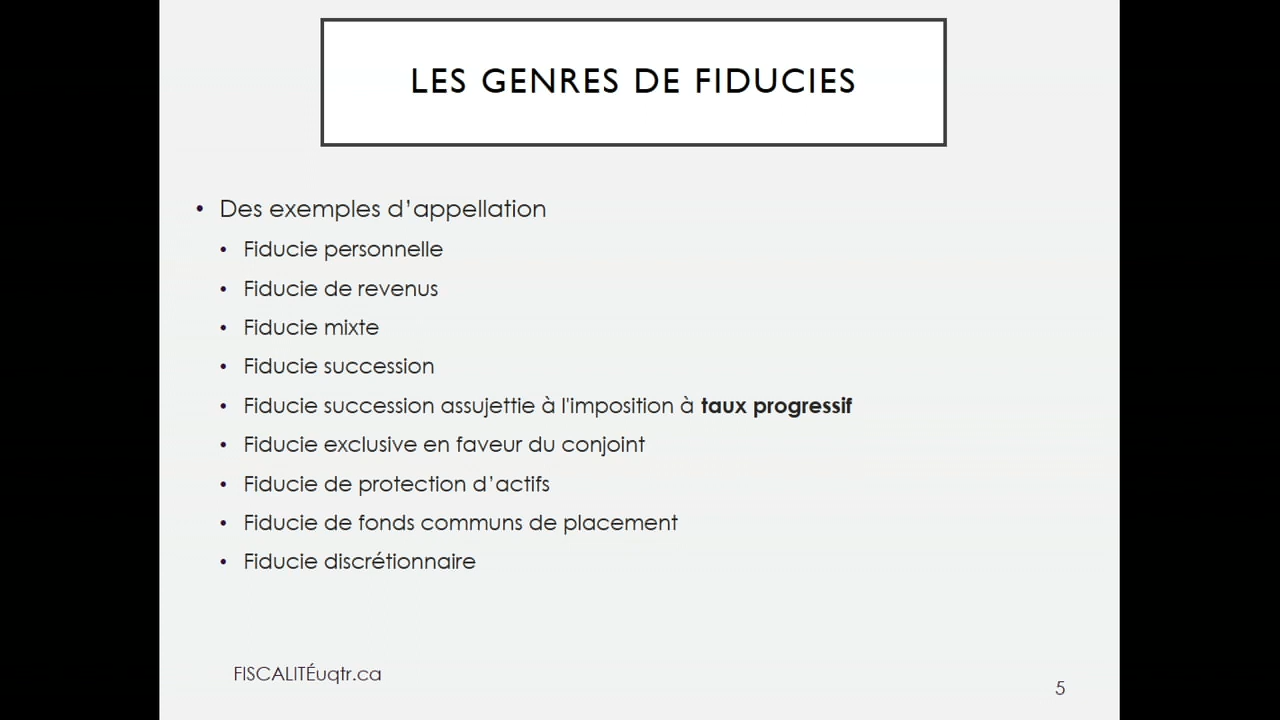 LES GENRES DE FIDUCIES
• Des exemples d'appellation
• Fiducie personnelle
• Fiducie de revenus
• Fiducie mixte
• Fiducie succession
• Fiducie succession assujettie à l'imposition à taux progressif
• Fiducie exclusive en faveur du conjoint
• Fiducie de protection d'actifs
• Fiducie de fonds communs de placement
• Fiducie discrétionnaire
FISCALITÉuqtr.ca
5